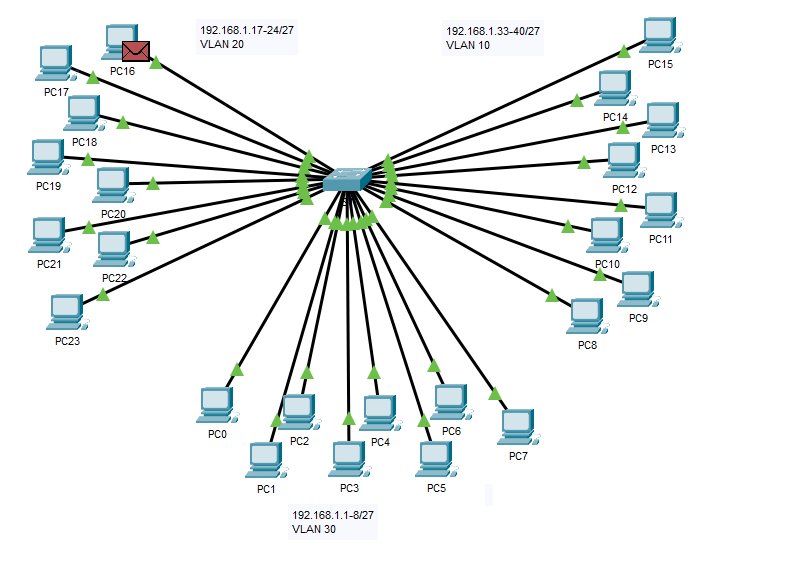 192.168.1.17-24/27
VLAN 20
192.168.1.33-40/27
VLAN 10
PC16
PC15
PC17
PC14
PC18
PC13
PC19
PC12
PC20
PC11
PC21
PC22
PC10
PC9
PC23
PC8
PC0
PC2
PC4
PC6
PC7
PC1
PC3
PC5
192.168.1.1-8/27
VLAN 30